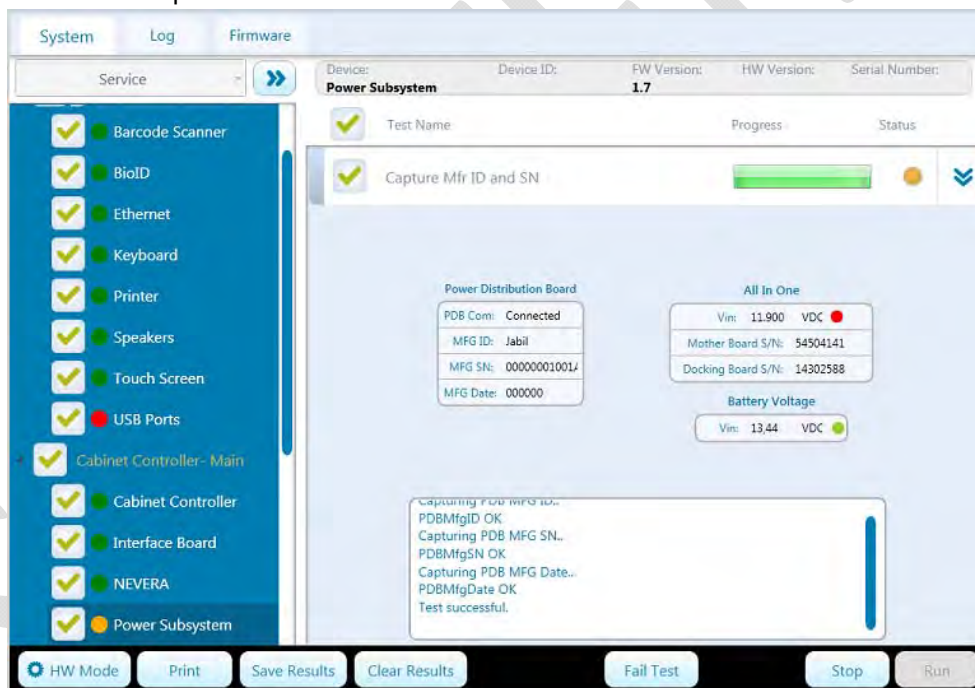 System Log Firmware
Service
Device: Device ID: FW Version: HW Version: Serial Number:
Power Subsystem 1.7
Test Name Progress Status
Capture Mfr ID and SN
Barcode Scanner
BioID
Ethernet
Keyboard
Printer
Speakers
Touch Screen
USB Ports
Cabinet Controller- Main
Cabinet Controller
Interface Board
NEVERA
Power Subsystem
Power Distribution Board
PDB Com: Connected
MFG ID: Jabil
MFG SN: 00000001001
MFG Date: 000000
All In One
Vin: 11.900 VDC
Mother Board S/N: 54504141
Docking Board S/N: 14302588
Battery Voltage
Vin: 13,44 VDC
Capturing PDB MFG ID..
PDBMfgID OK
Capturing PDB MFG SN..
PDBMfgSN OK
Capturing PDB MFG Date..
PDBMfgDate OK
Test successful.
HW Mode Print Save Results Clear Results Fail Test Stop Run